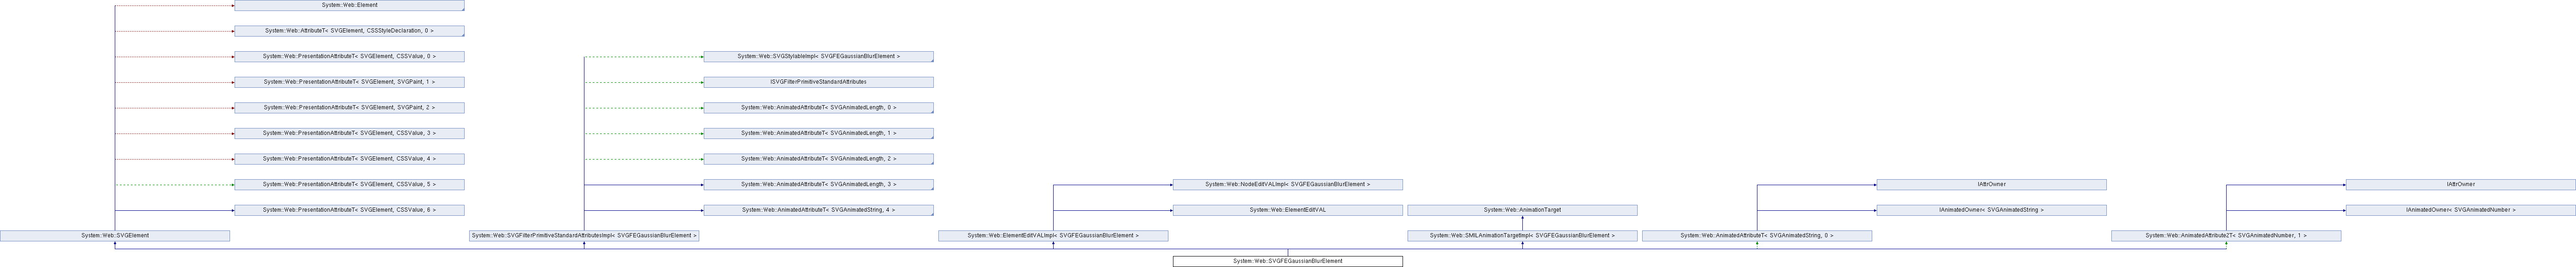 System::Web::Element
System::Web::AttributeT< SVGElement, CSSStyleDeclaration, 0 >
System::Web::PresentationAttributeT< SVGElement, CSSValue, 0 >
System::Web::SVGStylableImpl< SVGFEGaussianBlurElement >
System::Web::PresentationAttributeT< SVGElement, SVGPaint, 1 >
ISVGFilterPrimitiveStandardAttributes
System::Web::PresentationAttributeT< SVGElement, SVGPaint, 2 >
System::Web::AnimatedAttributeT< SVGAnimatedLength, 0 >
System::Web::PresentationAttributeT< SVGElement, CSSValue, 3 >
System::Web::AnimatedAttributeT< SVGAnimatedLength, 1 >
System::Web::PresentationAttributeT< SVGElement, CSSValue, 4 >
System::Web::AnimatedAttributeT< SVGAnimatedLength, 2 >
System::Web::PresentationAttributeT< SVGElement, CSSValue, 5 >
System::Web::AnimatedAttributeT< SVGAnimatedLength, 3 >
System::Web::NodeEditVALImpl< SVGFEGaussianBlurElement >
IAttrOwner
IAttrOwner
System::Web::PresentationAttributeT< SVGElement, CSSValue, 6 >
System::Web::AnimatedAttributeT< SVGAnimatedString, 4 >
System::Web::ElementEditVAL
System::Web::AnimationTarget
IAnimatedOwner< SVGAnimatedString >
IAnimatedOwner< SVGAnimatedNumber >
System::Web::SVGElement
System::Web::SVGFilterPrimitiveStandardAttributesImpl< SVGFEGaussianBlurElement >
System::Web::ElementEditVALImpl< SVGFEGaussianBlurElement >
System::Web::SMILAnimationTargetImpl< SVGFEGaussianBlurElement >
System::Web::AnimatedAttributeT< SVGAnimatedString, 0 >
System::Web::AnimatedAttribute2T< SVGAnimatedNumber, 1 >
System::Web::SVGFEGaussianBlurElement